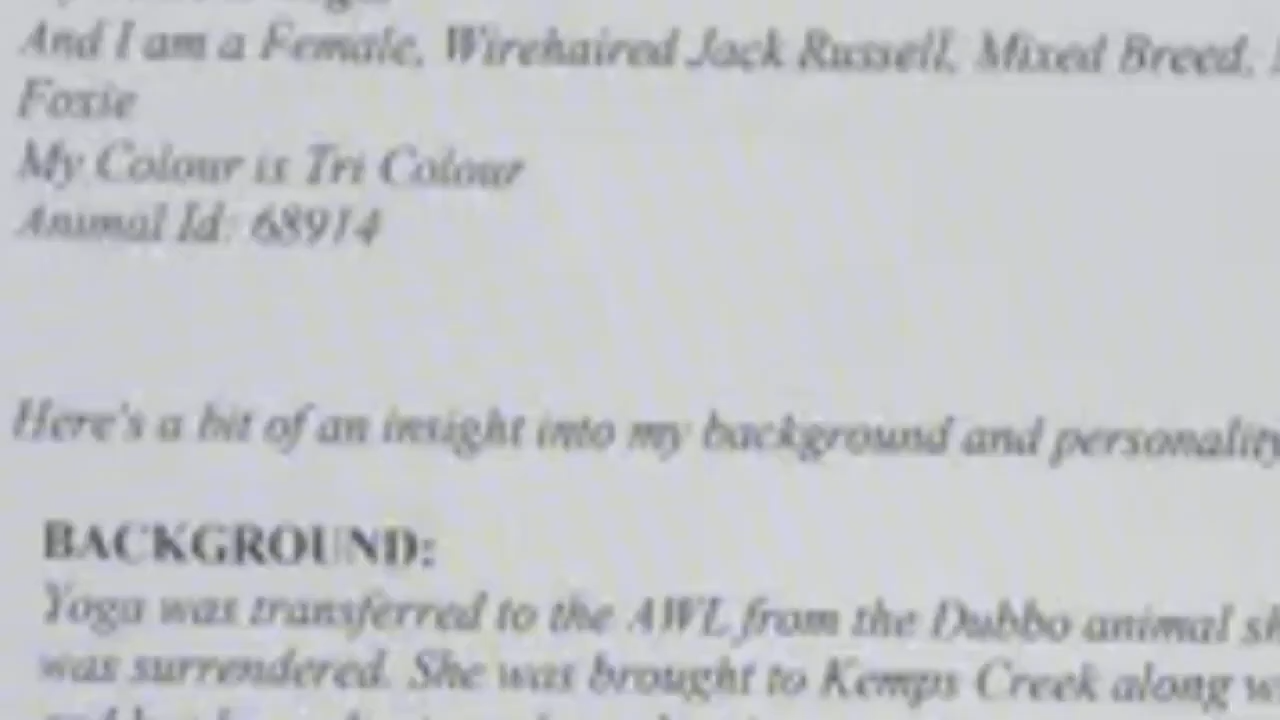 And I am a Female, Wirehaired Jack Russell, Mixed Breed,
Foxie
My Colour is Tri Colour
Animal Id: 68914
Here's a bit of an insight into my background and personality
BACKGROUND:
Yoga was transferred to the AWL from the Dubbo animal sh
was surrendered. She was brought to Kemps Creek along w